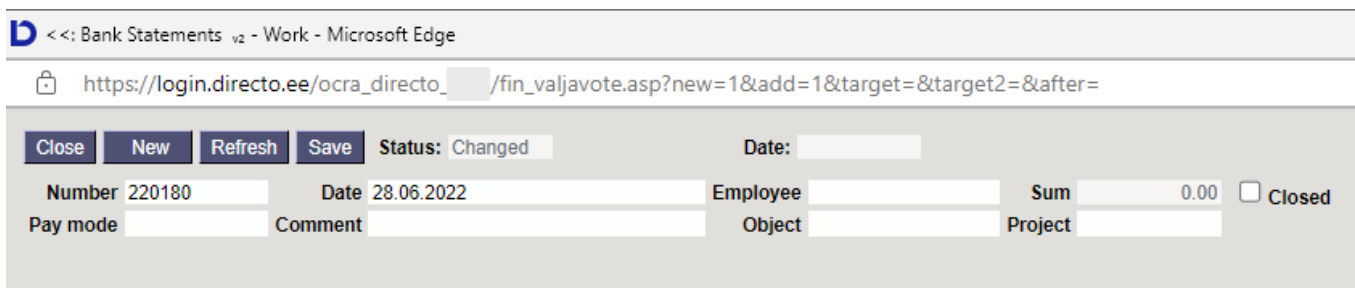 <<: Bank Statements v2 - Work - Microsoft Edge
https://login.directo.ee/ocra_directo_ /fin_valjavote.asp?new=1&add=1&target=&target2=&after=
Close New Refresh Save Status: Changed Date:
Number 220180 Date 28.06.2022 Employee Sum 0.00 Closed
Pay mode Comment Object Project